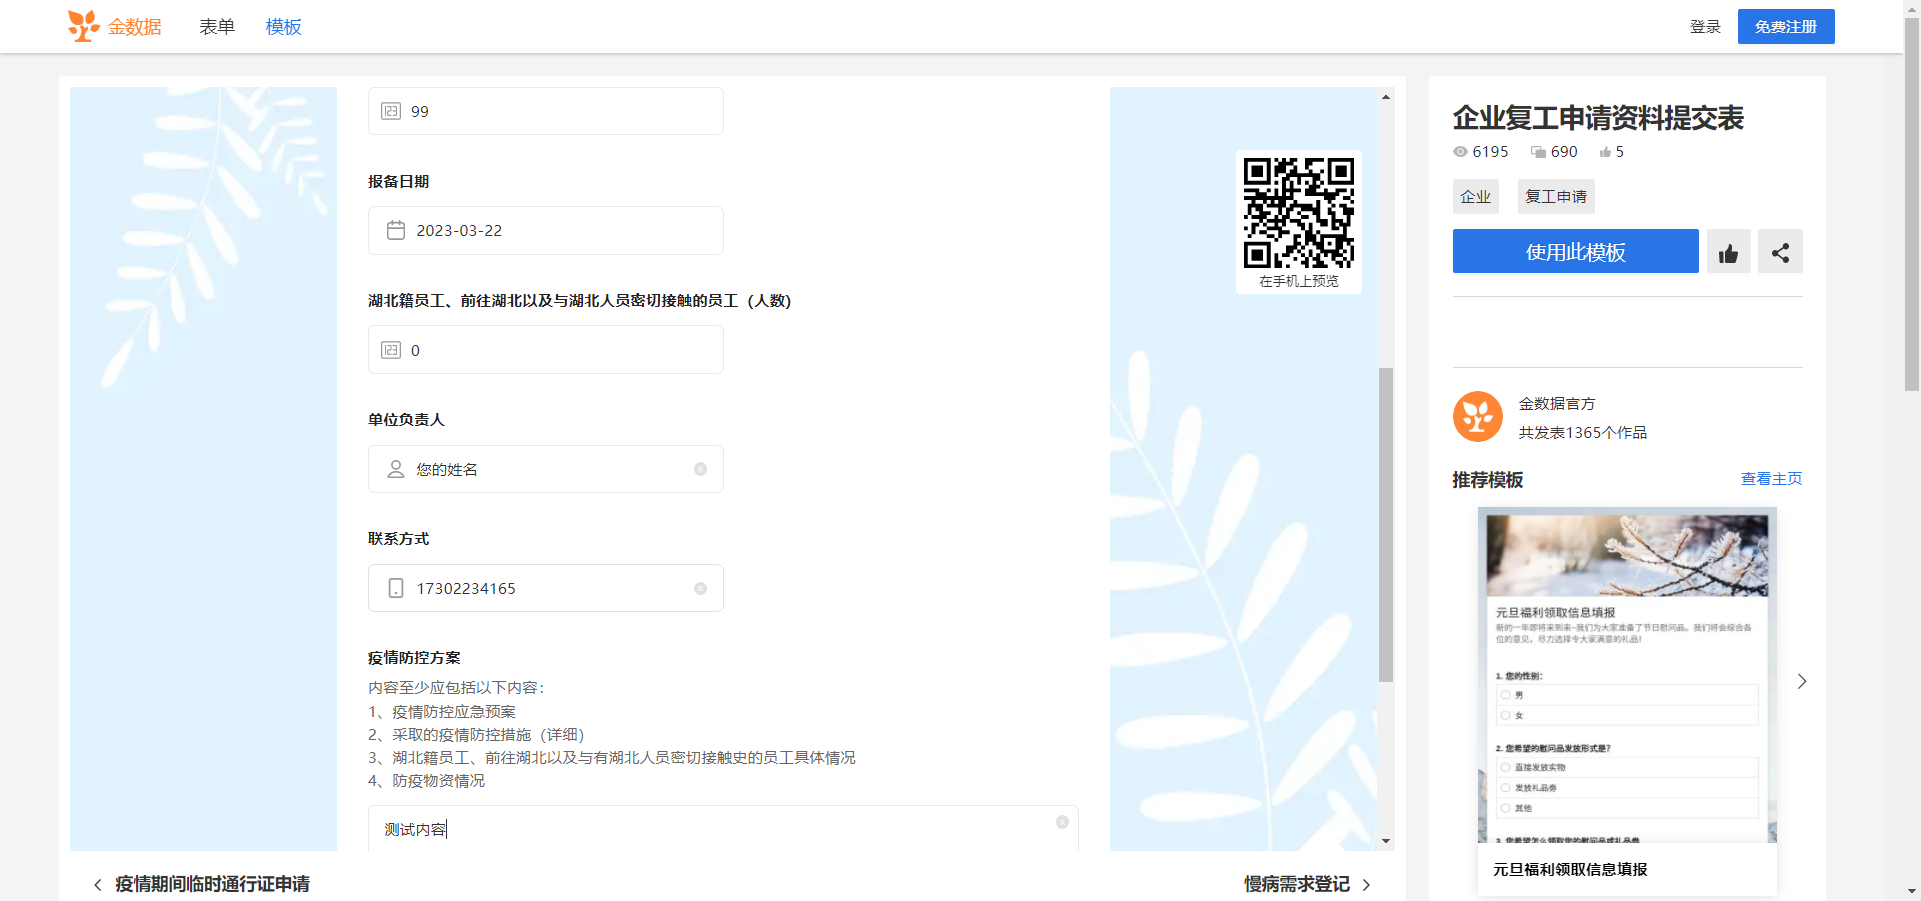 金数据
表单
模板
登录
免费注册
99
报备日期
2023-03-22
湖北籍员工、前往湖北以及与湖北人员密切接触的员工（人数）
0
单位负责人
您的姓名
联系方式
17302234165
疫情防控方案
内容至少应包括以下内容：
1、疫情防控应急预案
2、采取的疫情防控措施（详细）
3、湖北籍员工、前往湖北以及与有湖北人员密切接触史的员工具体情况
4、防疫物资情况
测试内容
疫情期间临时通行证申请
慢病需求登记
在手机上预览
企业复工申请资料提交表
6195 690 5
企业 复工申请
使用此模板
金数据官方
共发表1365个作品
推荐模板 查看主页
元旦福利领取信息填报
新的一年即将来到来~我们为大家准备了节日慰问品。我们将会综合各
位的意见，尽力选择令大家满意的礼品！
1. 您的性别：
男
女
2. 您希望的慰问品发放形式是？
直接发放实物
发放礼品券
其他
3. 您希望怎么领取您的慰问品或礼品券
元旦福利领取信息填报